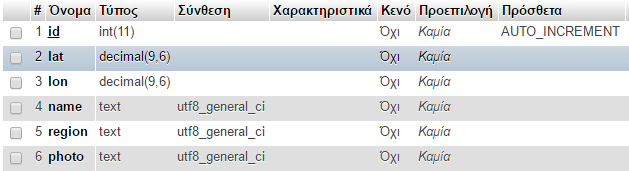 # Όνομα Τύπος Σύνθεση Χαρακτηριστικά Κενό Προεπιλογή Πρόσθετα
1 id int(11) Όχι Καμία AUTO_INCREMENT
2 lat decimal(9,6) Όχι Καμία
3 lon decimal(9,6) Όχι Καμία
4 name text utf8_general_ci Όχι Καμία
5 region text utf8_general_ci Όχι Καμία
6 photo text utf8_general_ci Όχι Καμία